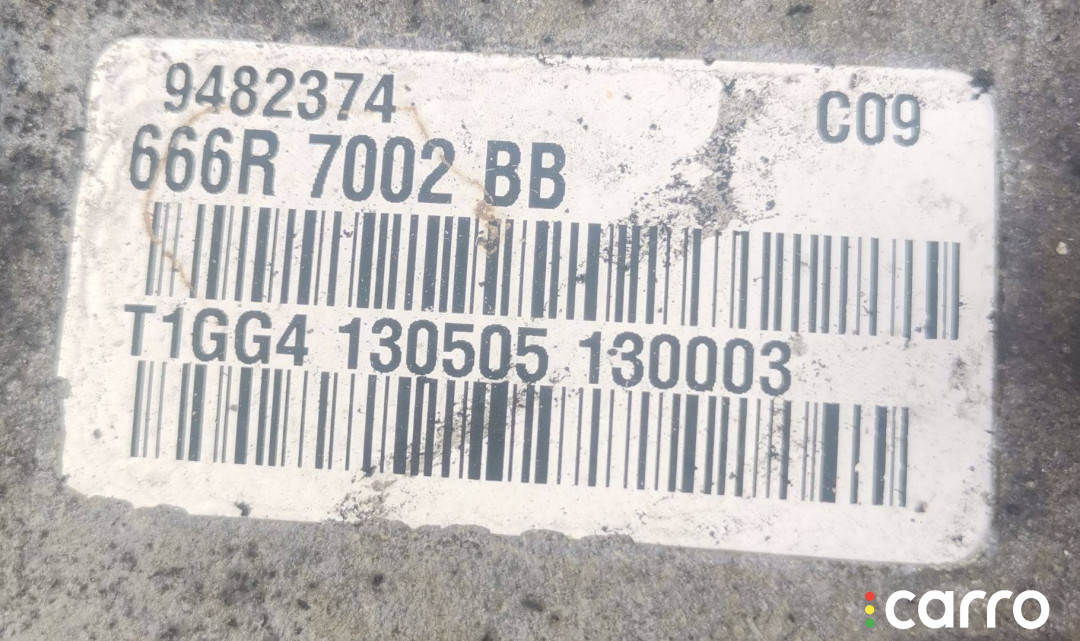 9482374 C09
666R 7002 BB
T1GG4 130505 130003
carro